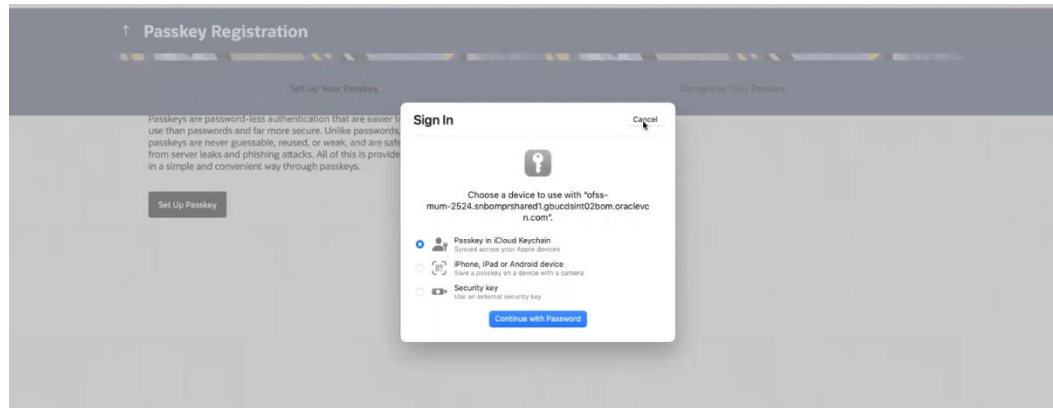 ↑ Passkey Registration
Set Up Your Passkey
Deregister Your Passkey
Passkeys are password-less authentication that are easier to
use than passwords and far more secure. Unlike passwords,
passkeys are never guessable, reused, or weak, and are safe
from server leaks and phishing attacks. All of this is provide
in a simple and convenient way through passkeys.
Set Up Passkey
Sign In
Cancel
Choose a device to use with "ofss-
mum-2524.snbomprshared1.gbucdsint02bom.oraclevc
n.com".
Passkey in iCloud Keychain
Synced across your Apple devices
iPhone, iPad or Android device
Save a passkey on a device with a camera
Security key
Use an external security key
Continue with Password